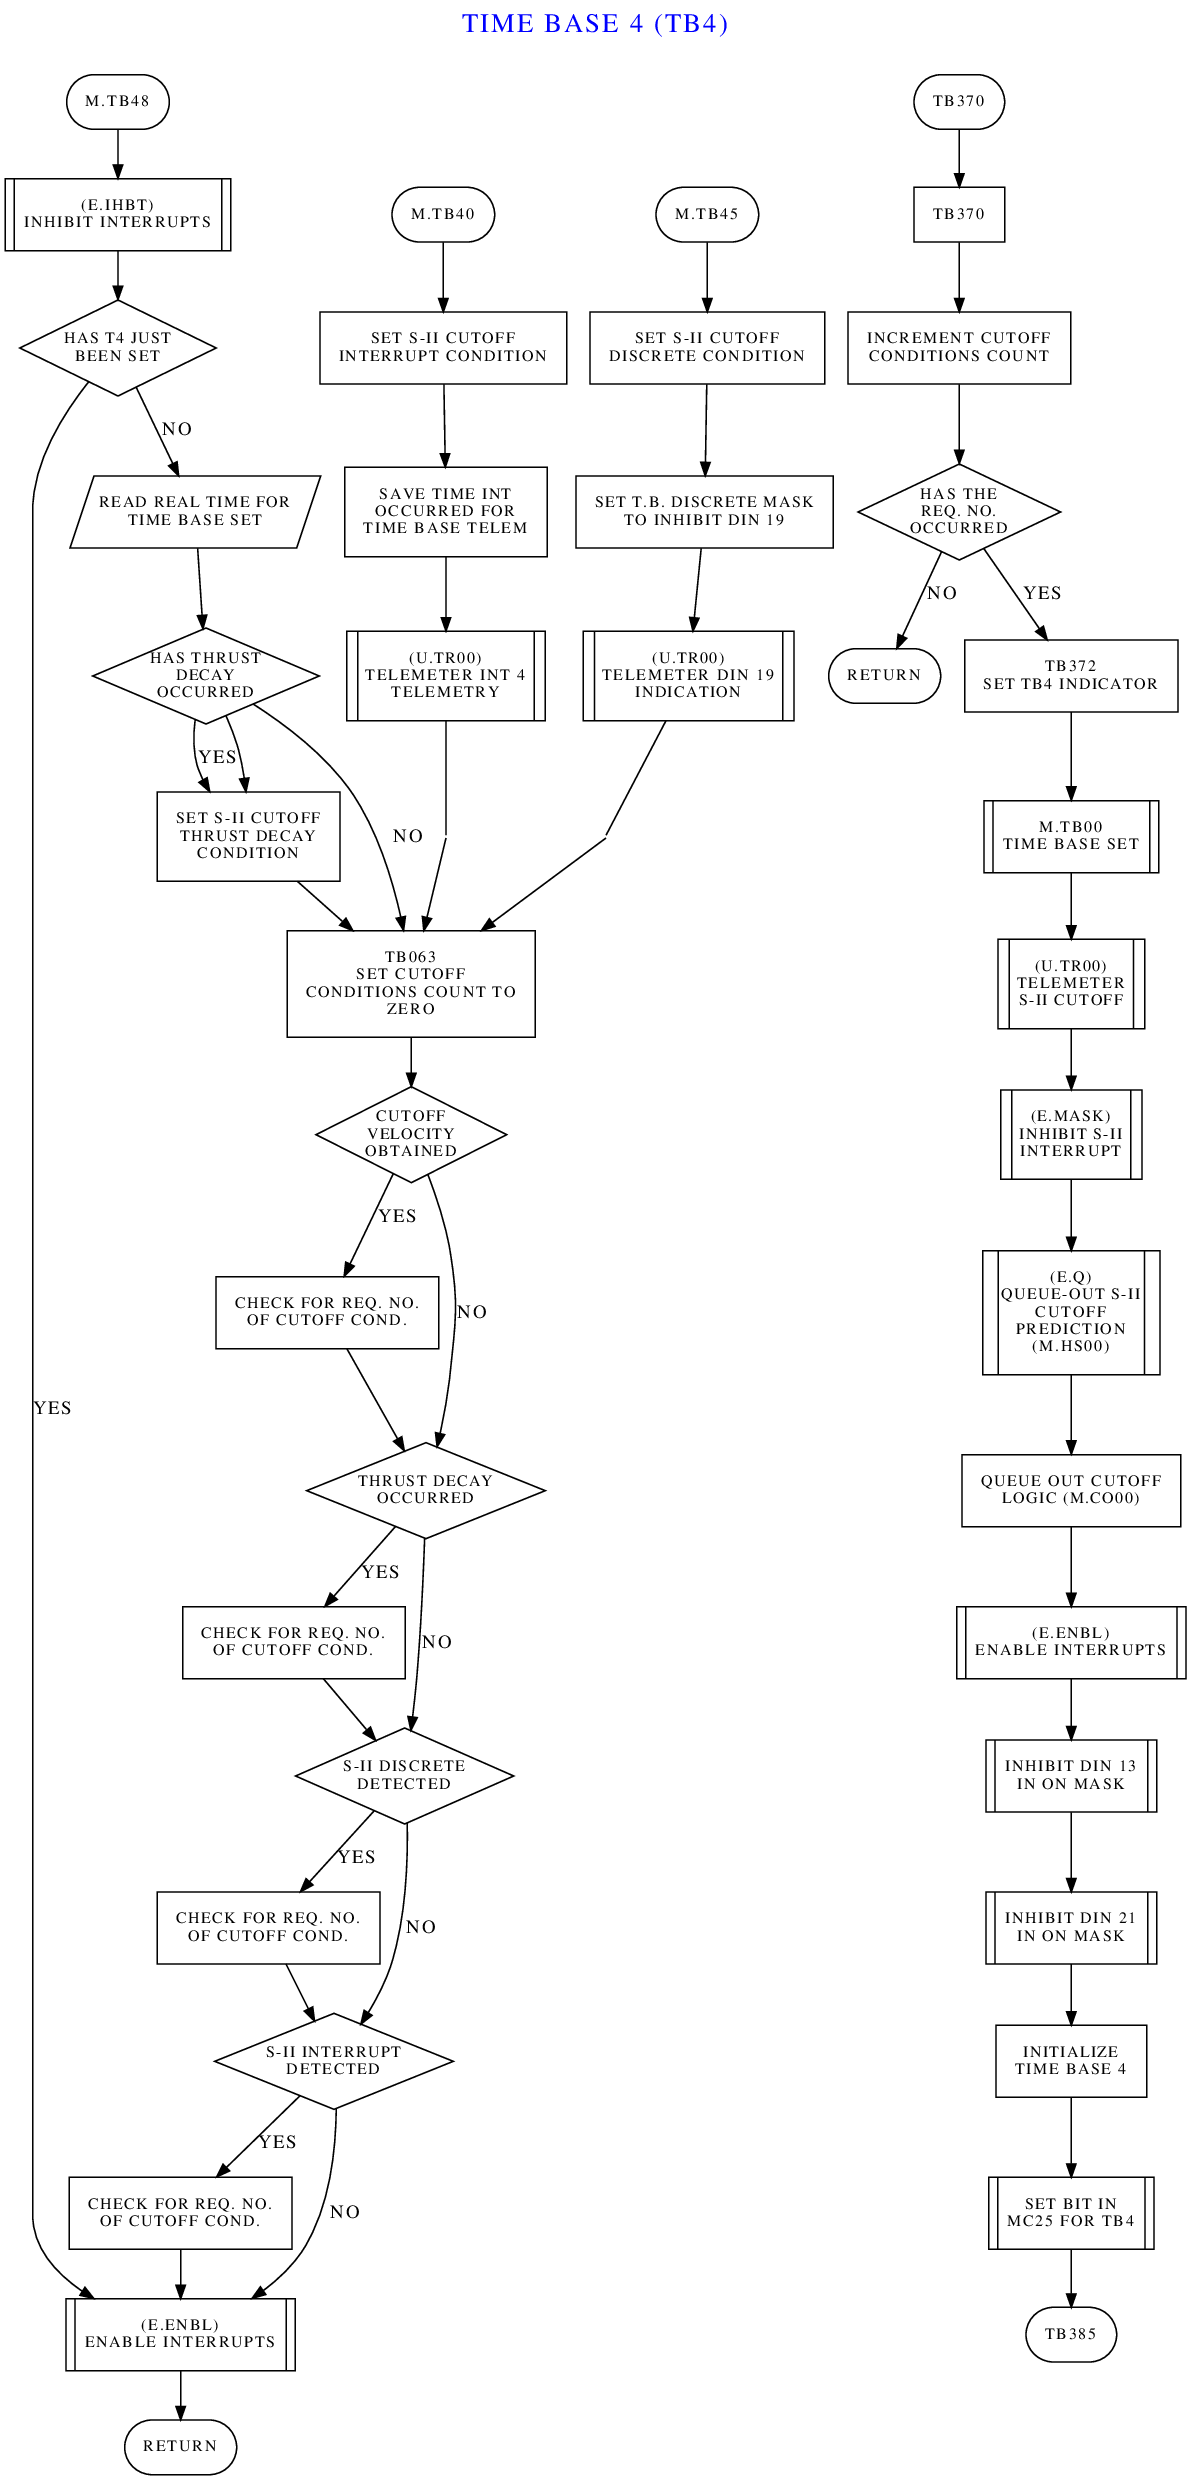 TIME BASE 4 (TB4)
M.TB48
(E.IHBT)
INHIBIT INTERRUPTS
HAS T4 JUST
BEEN SET
NO
READ REAL TIME FOR
TIME BASE SET
HAS THRUST
DECAY
OCCURRED
YES
SET S-II CUTOFF
THRUST DECAY
CONDITION
NO
M.TB40
SET S-II CUTOFF
INTERRUPT CONDITION
SAVE TIME INT
OCCURRED FOR
TIME BASE TELEM
(U.TR00)
TELEMETER INT 4
TELEMETRY
M.TB45
SET S-II CUTOFF
DISCRETE CONDITION
SET T.B. DISCRETE MASK
TO INHIBIT DIN 19
(U.TR00)
TELEMETER DIN 19
INDICATION
TB063
SET CUTOFF
CONDITIONS COUNT TO
ZERO
CUTOFF
VELOCITY
OBTAINED
YES
CHECK FOR REQ. NO.
OF CUTOFF COND.
NO
YES
THRUST DECAY
OCCURRED
YES
CHECK FOR REQ. NO.
OF CUTOFF COND.
NO
S-II DISCRETE
DETECTED
YES
CHECK FOR REQ. NO.
OF CUTOFF COND.
NO
S-II INTERRUPT
DETECTED
YES
CHECK FOR REQ. NO.
OF CUTOFF COND.
NO
(E.ENBL)
ENABLE INTERRUPTS
RETURN
TB370
TB370
INCREMENT CUTOFF
CONDITIONS COUNT
HAS THE
REQ. NO.
OCCURRED
NO
YES
RETURN
TB372
SET TB4 INDICATOR
M.TB00
TIME BASE SET
(U.TR00)
TELEMETER
S-II CUTOFF
(E.MASK)
INHIBIT S-II
INTERRUPT
(E.Q)
QUEUE-OUT S-II
CUTOFF
PREDICTION
(M.HS00)
QUEUE OUT CUTOFF
LOGIC (M.CO00)
(E.ENBL)
ENABLE INTERRUPTS
INHIBIT DIN 13
IN ON MASK
INHIBIT DIN 21
IN ON MASK
INITIALIZE
TIME BASE 4
SET BIT IN
MC25 FOR TB4
TB385